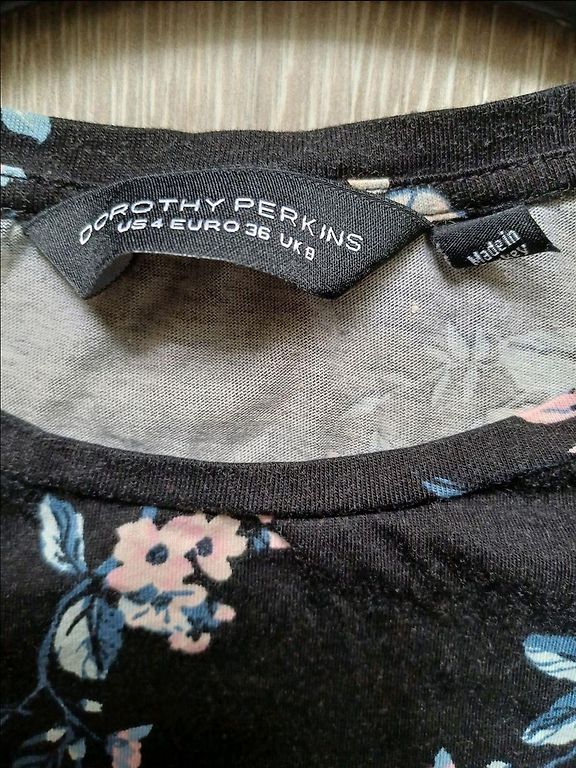 DOROTHY PERKINS
US 4 EURO 36 UK 8
Made in